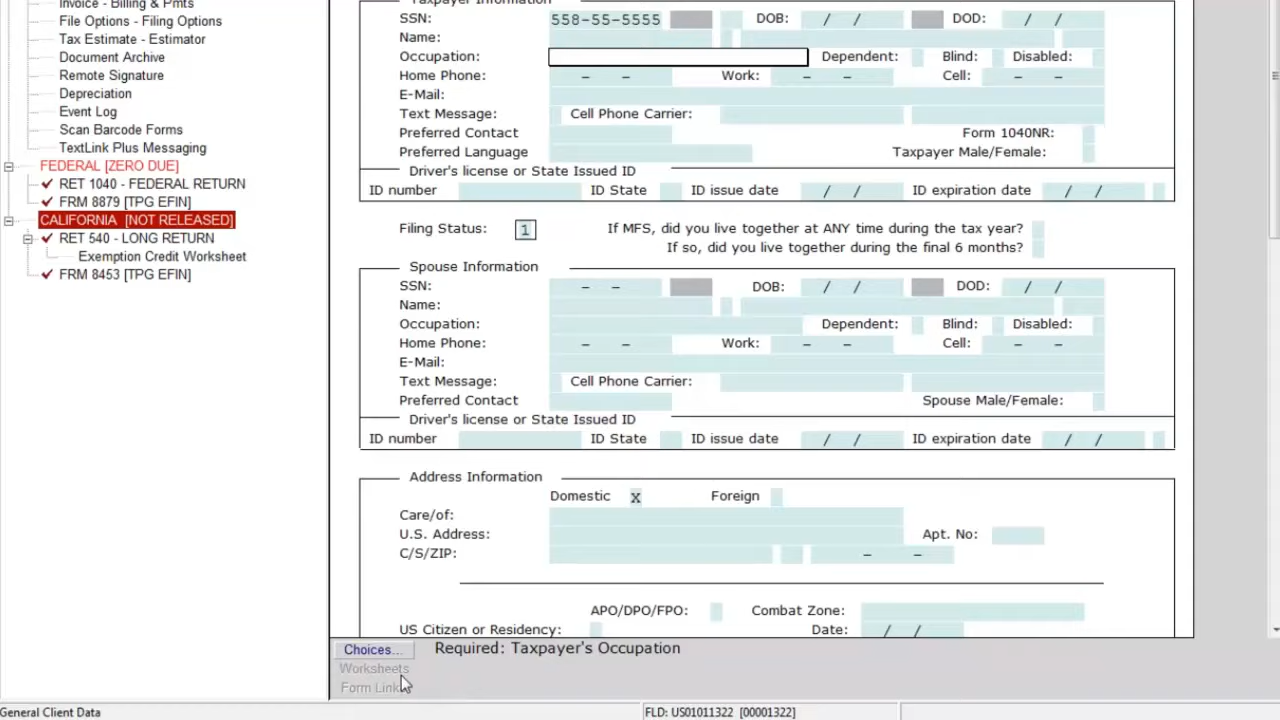 Invoice - Billing & Pmts
File Options - Filing Options
Tax Estimate - Estimator
Document Archive
Remote Signature
Depreciation
Event Log
Scan Barcode Forms
TextLink Plus Messaging
FEDERAL [ZERO DUE]
RET 1040 - FEDERAL RETURN
FRM 8879 [TPG EFIN]
CALIFORNIA [NOT RELEASED]
RET 540 - LONG RETURN
Exemption Credit Worksheet
FRM 8453 [TPG EFIN]
Taxpayer Information
SSN: 558-55-5555 DOB: / / DOD: / /
Name:
Occupation: Dependent: Blind: Disabled:
Home Phone: – – Work: – – Cell: – –
E-Mail:
Text Message: Cell Phone Carrier:
Preferred Contact Form 1040NR:
Preferred Language Taxpayer Male/Female:
Driver's license or State Issued ID
ID number ID State ID issue date / / ID expiration date / /
Filing Status: 1 If MFS, did you live together at ANY time during the tax year?
If so, did you live together during the final 6 months?
Spouse Information
SSN: – – DOB: / / DOD: / /
Name:
Occupation: Dependent: Blind: Disabled:
Home Phone: – – Work: – – Cell: – –
E-Mail:
Text Message: Cell Phone Carrier:
Preferred Contact Spouse Male/Female:
Driver's license or State Issued ID
ID number ID State ID issue date / / ID expiration date / /
Address Information
Domestic X Foreign
Care/of:
U.S. Address: Apt. No:
C/S/ZIP: – –
APO/DPO/FPO: Combat Zone:
US Citizen or Residency: Date: / /
Choices... Required: Taxpayer's Occupation
Worksheets
Form Link
General Client Data FLD: US01011322 [00001322]